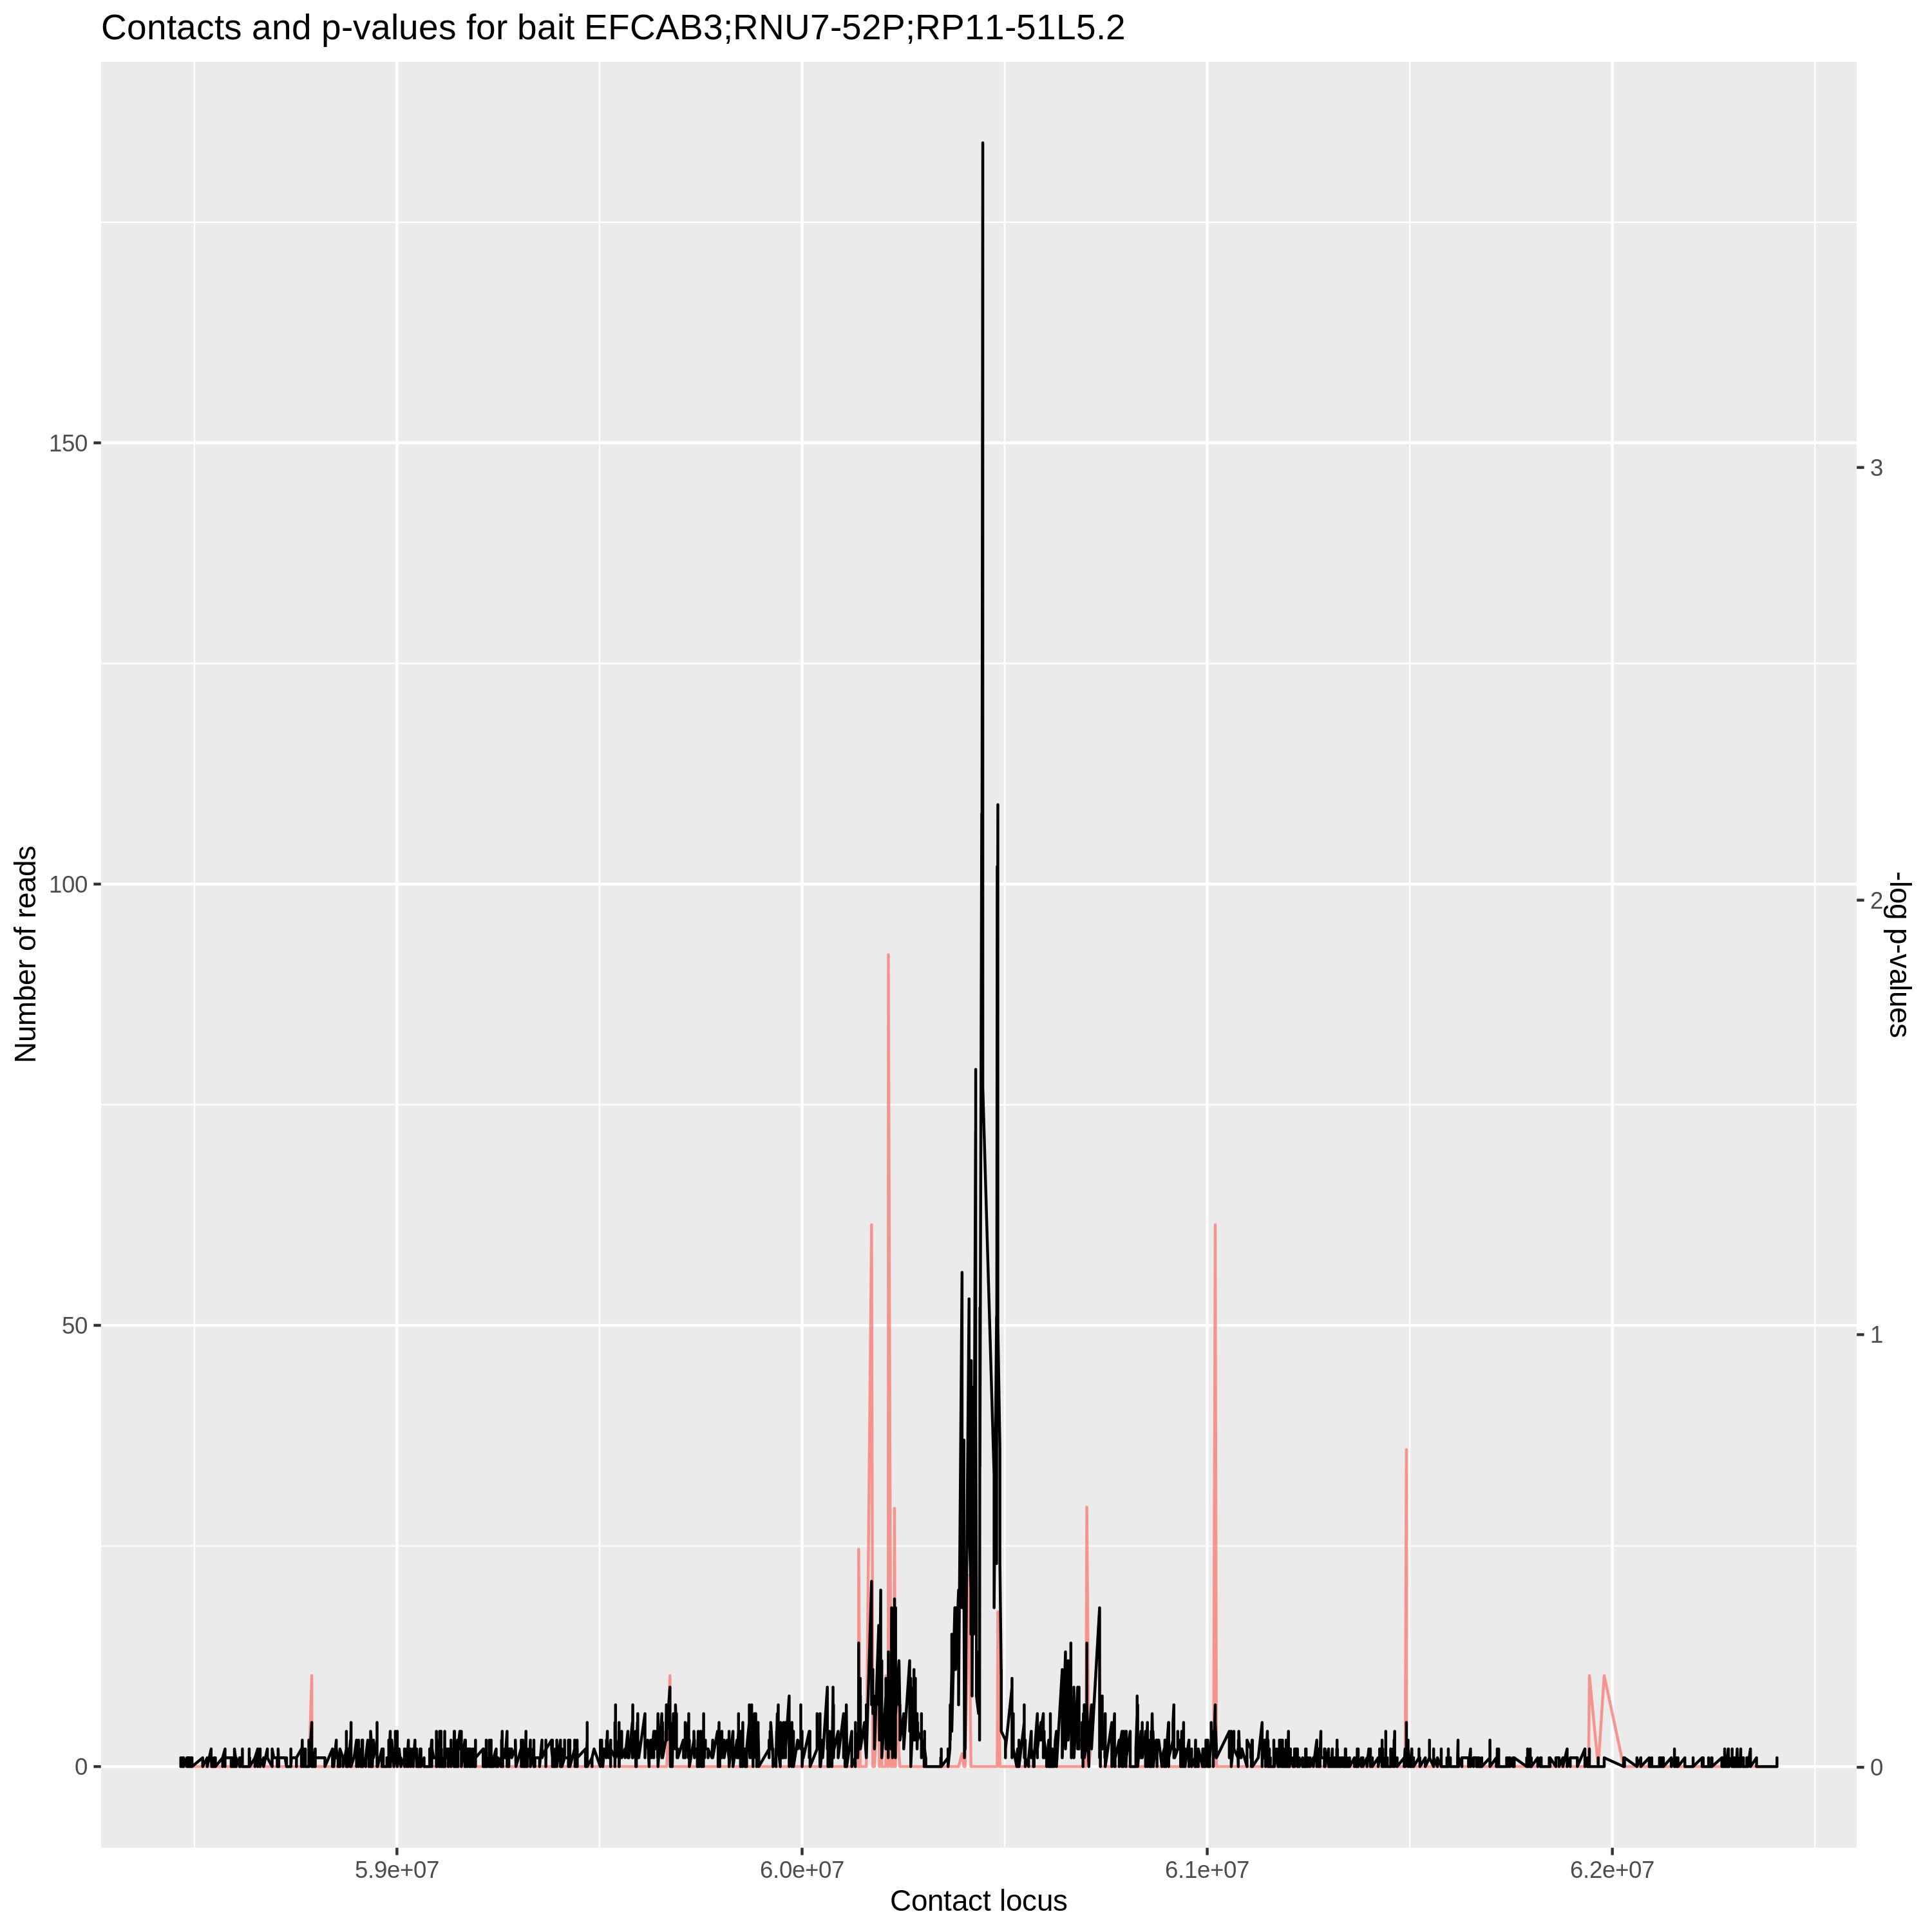 Contacts and p-values for bait EFCAB3;RNU7-52P;RP11-51L5.2
Number of reads
150
100
50
0
3
2
1
0
-log p-values
5.9e+07
6.0e+07
6.1e+07
6.2e+07
Contact locus